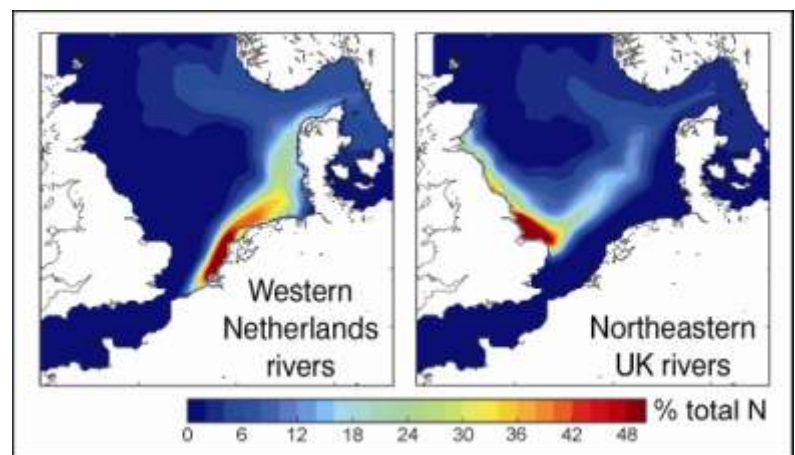 Western
Netherlands
rivers
Northeastern
UK rivers
% total N
0 6 12 18 24 30 36 42 48